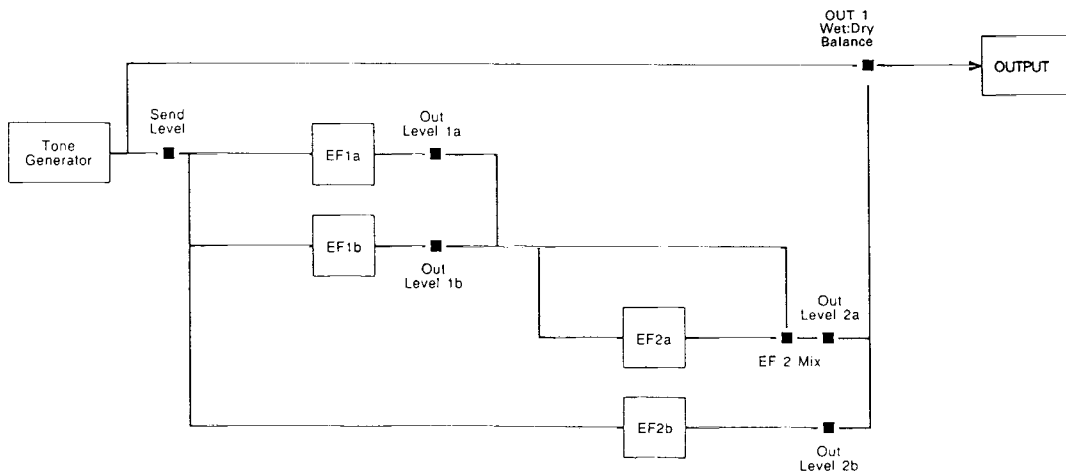 OUT 1
Wet:Dry
Balance
OUTPUT
Send
Level
Out
Level 1a
Tone
Generator
EF1a
EF1b
Out
Level 1b
Out
Level 2a
EF2a
EF 2 Mix
EF2b
Out
Level 2b